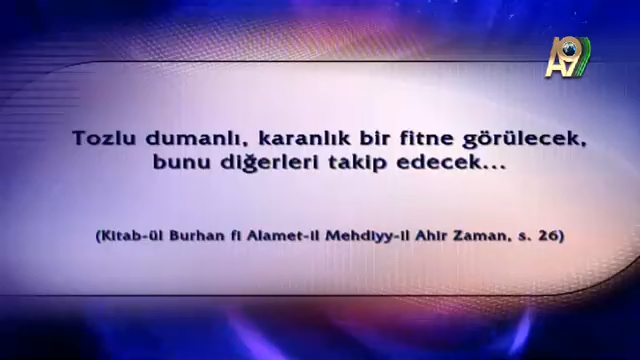 A9
Tozlu dumanlı, karanlık bir fitne görülecek,
bunu diğerleri takip edecek...
(Kitab-ül Burhan fi Alamet-il Mehdiyy-il Ahir Zaman, s. 26)